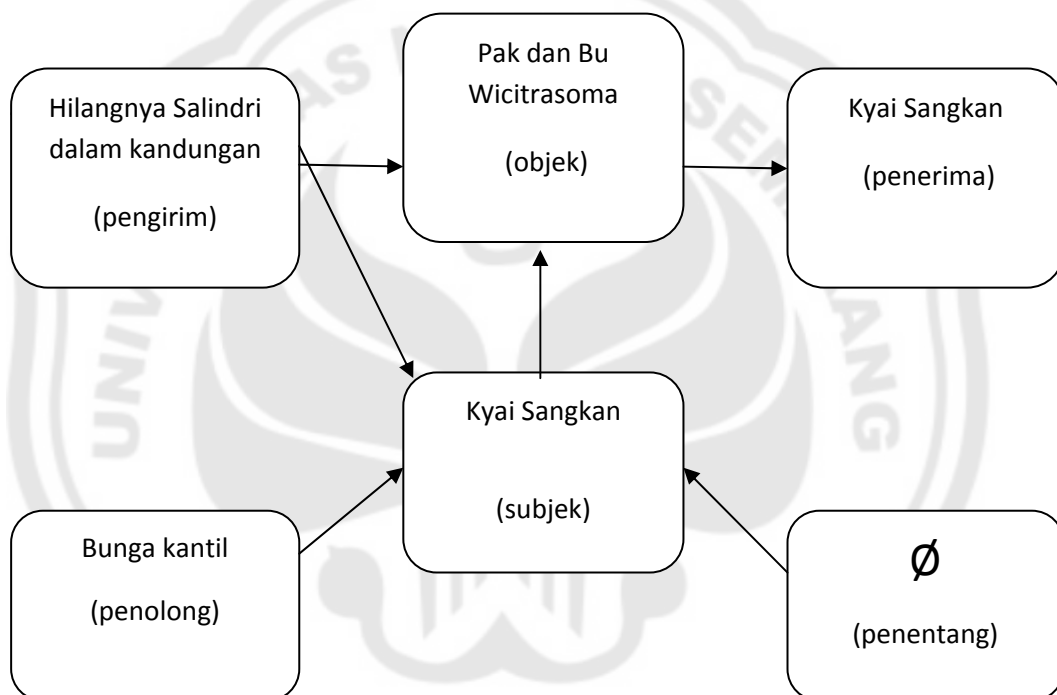 Hilangnya Salindri
dalam kandungan
(pengirim)
Pak dan Bu
Wicitrasoma
(objek)
Kyai Sangkan
(penerima)
Kyai Sangkan
(subjek)
Bunga kantil
(penolong)
Ø
(penentang)